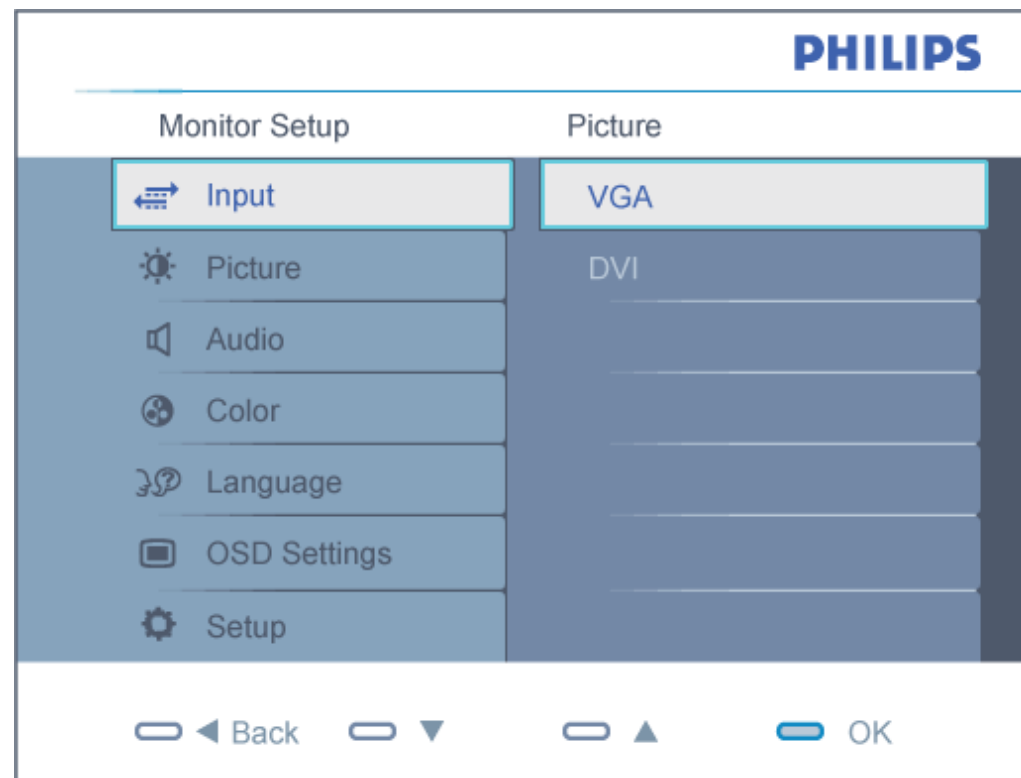 PHILIPS
Monitor Setup
Picture
Input
VGA
Picture
DVI
Audio
Color
Language
OSD Settings
Setup
Back
OK